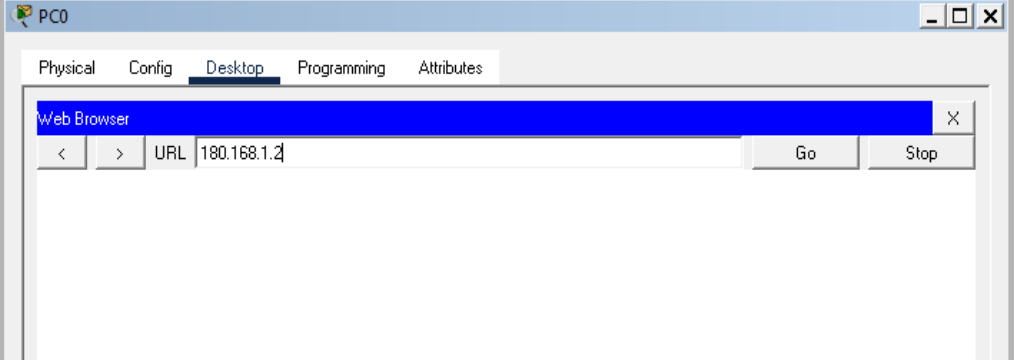 PC0
Physical Config Desktop Programming Attributes
Web Browser X
< > URL 180.168.1.2 Go Stop